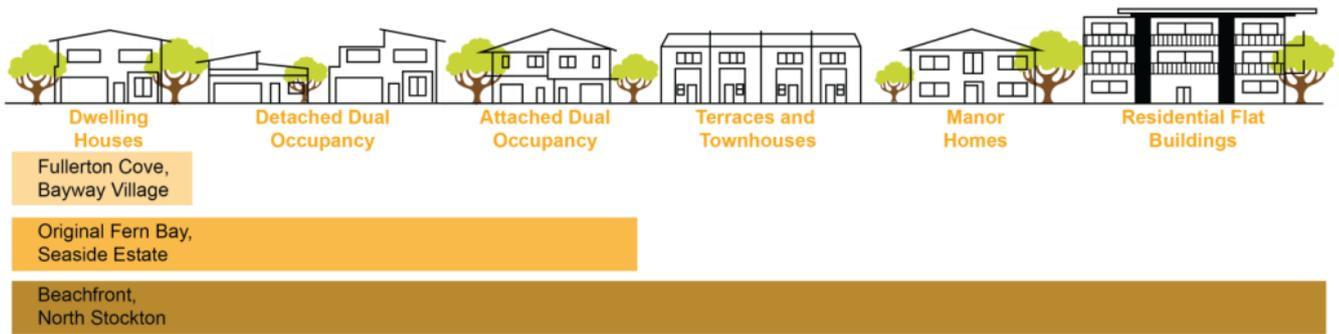 Dwelling
Houses
Detached Dual
Occupancy
Attached Dual
Occupancy
Terraces and
Townhouses
Manor
Homes
Residential Flat
Buildings
Fullerton Cove,
Bayway Village
Original Fern Bay,
Seaside Estate
Beachfront,
North Stockton